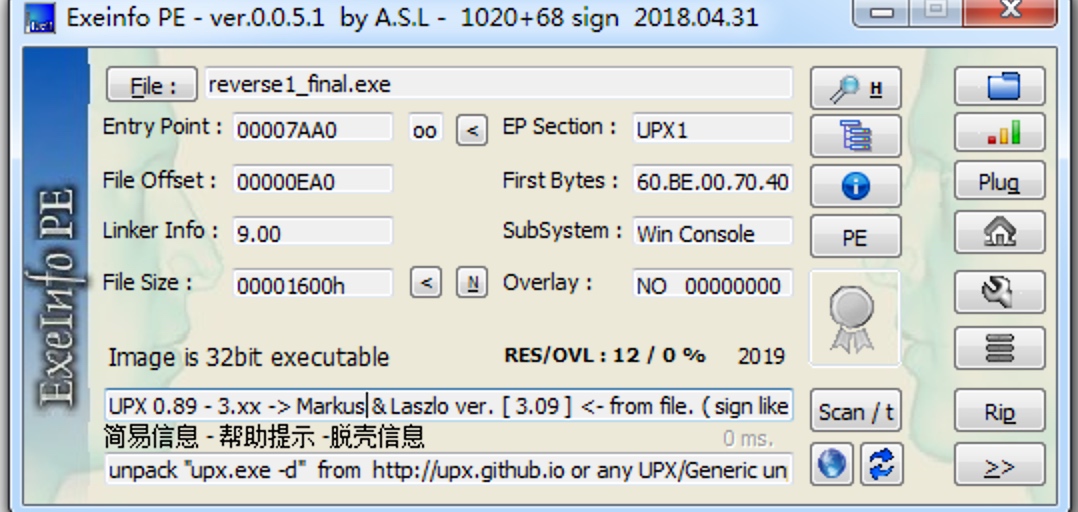 Exeinfo PE - ver.0.0.5.1 by A.S.L - 1020+68 sign 2018.04.31
File : reverse1_final.exe H
Entry Point : 00007AA0 oo < EP Section : UPX1
File Offset : 00000EA0 First Bytes : 60.BE.00.70.40 Plug
Linker Info : 9.00 SubSystem : Win Console PE
File Size : 00001600h < N Overlay : NO 00000000
ExeInfo PE
Image is 32bit executable RES/OVL : 12 / 0 % 2019
UPX 0.89 - 3.xx -> Markus & Laszlo ver. [ 3.09 ] <- from file. ( sign like Scan / t Rip
简易信息 - 帮助提示 -脱壳信息 0 ms.
unpack "upx.exe -d" from http://upx.github.io or any UPX/Generic un >>